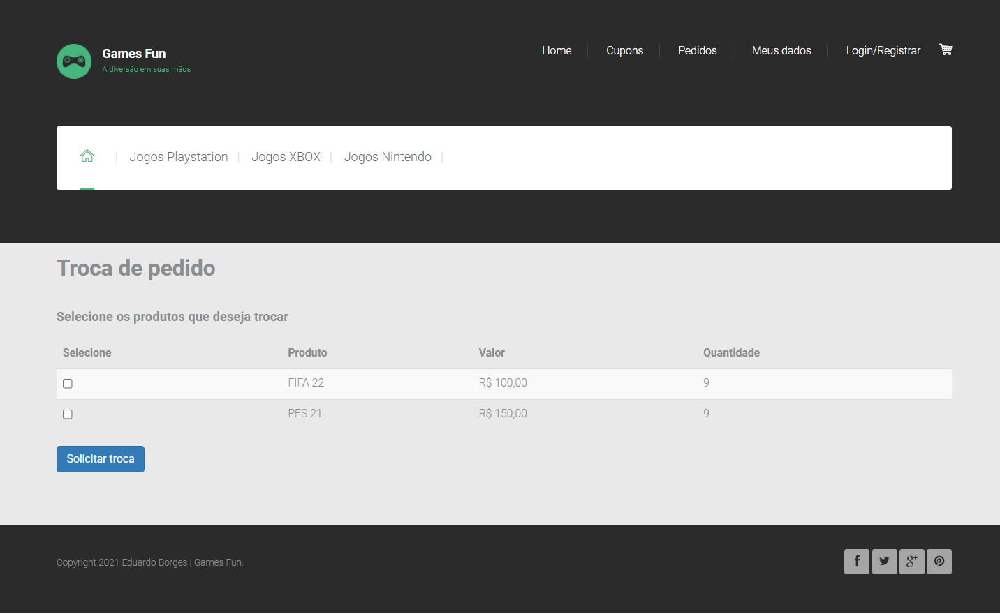 Games Fun
A diversão em suas mãos
Home
Cupons
Pedidos
Meus dados
Login/Registrar
Jogos Playstation | Jogos XBOX | Jogos Nintendo |
Troca de pedido
Selecione os produtos que deseja trocar
Selecione Produto Valor Quantidade
FIFA 22 R$ 100,00 9
PES 21 R$ 150,00 9
Solicitar troca
Copyright 2021 Eduardo Borges | Games Fun.